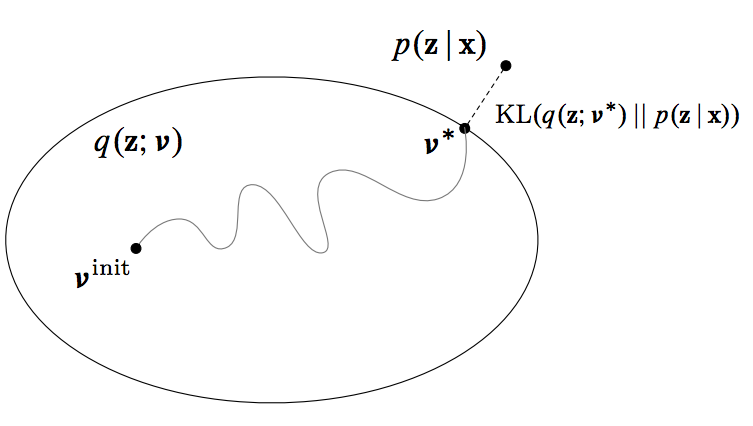 p(z | x)
KL(q(z; ν*) || p(z | x))
q(z; ν)
ν*
ν^init